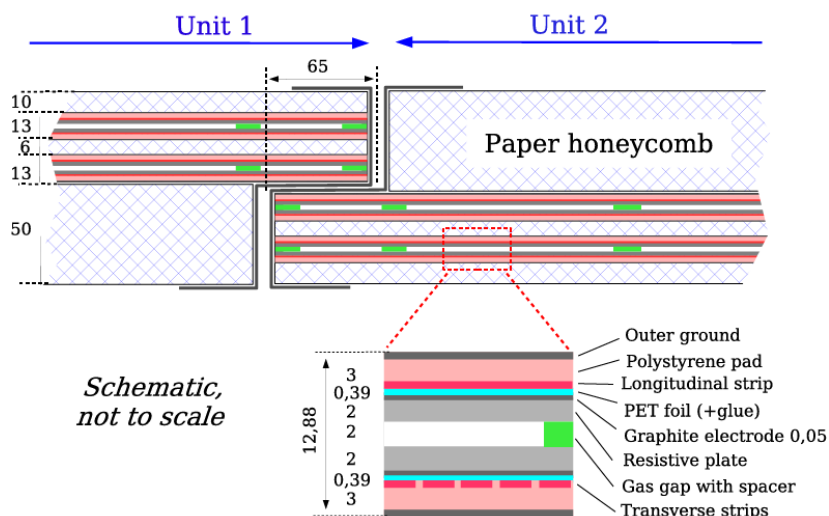 Unit 1
Unit 2
65
10
13
6
13
50
Paper honeycomb
Schematic,
not to scale
12,88
3
0,39
2
2
2
0,39
3
Outer ground
Polystyrene pad
Longitudinal strip
PET foil (+glue)
Graphite electrode 0,05
Resistive plate
Gas gap with spacer
Transverse strips